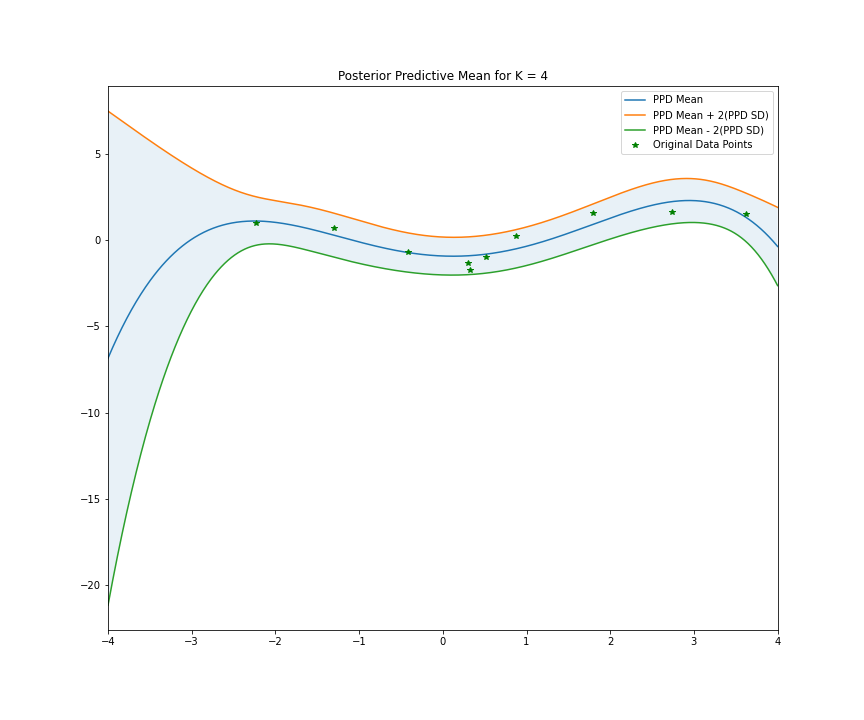 Posterior Predictive Mean for K = 4
PPD Mean
PPD Mean + 2(PPD SD)
PPD Mean - 2(PPD SD)
Original Data Points
5
0
−5
−10
−15
−20
−4 −3 −2 −1 0 1 2 3 4